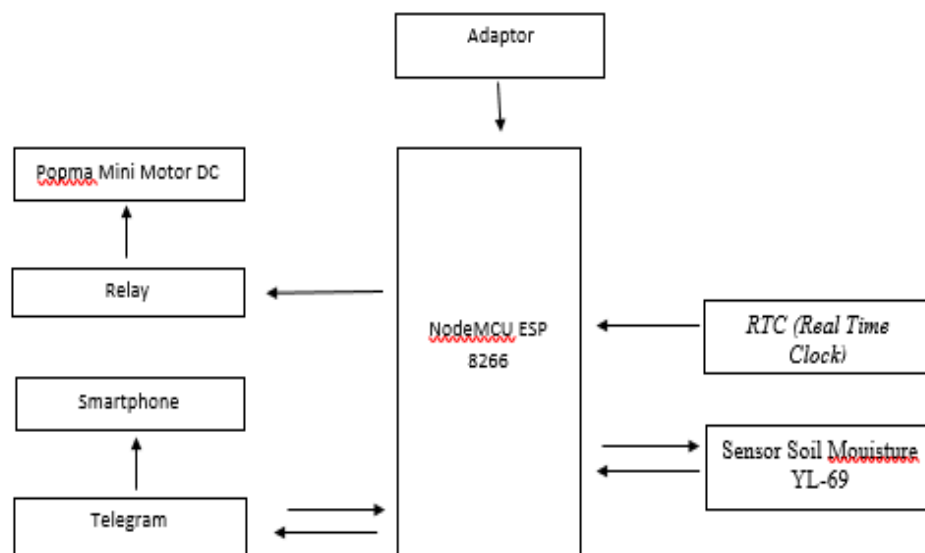 Adaptor
Popma Mini Motor DC
Relay
NodeMCU ESP
8266
RTC (Real Time
Clock)
Smartphone
Sensor Soil Mouisture
YL-69
Telegram